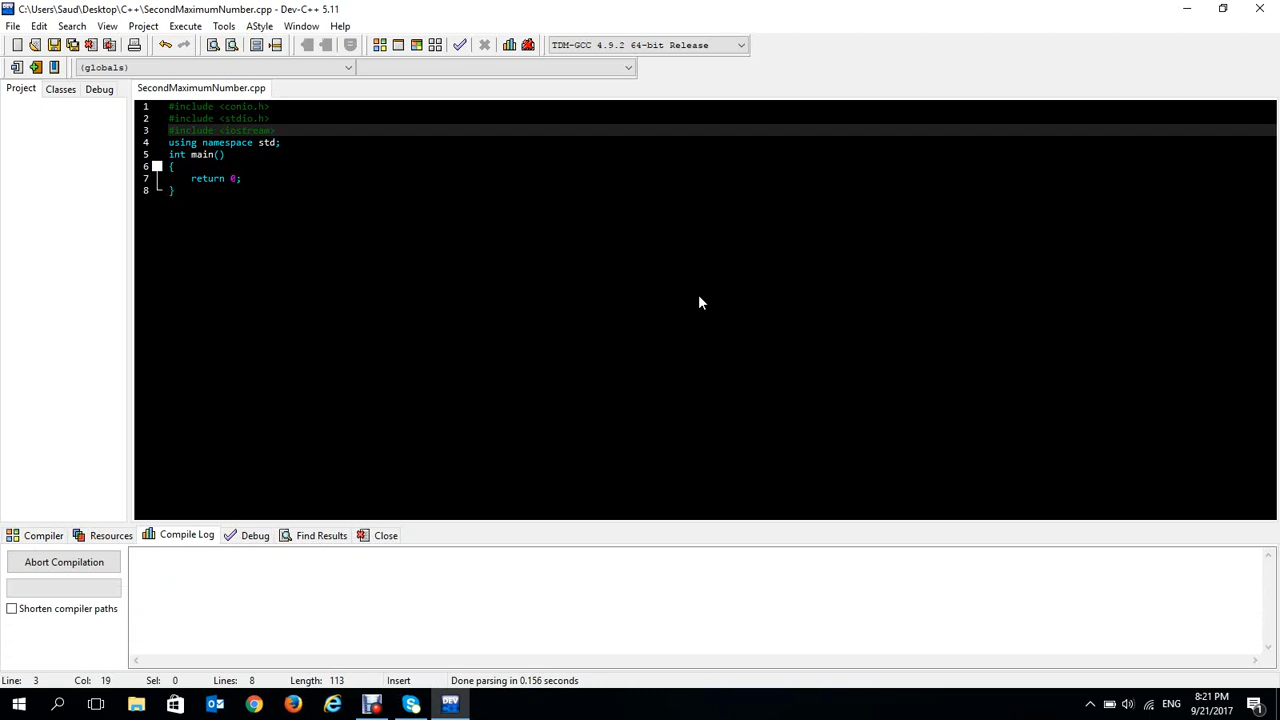 C:\Users\Saud\Desktop\C++\SecondMaximumNumber.cpp - Dev-C++ 5.11
File Edit Search View Project Execute Tools AStyle Window Help
TDM-GCC 4.9.2 64-bit Release
(globals)
Project Classes Debug SecondMaximumNumber.cpp
1 #include <conio.h>
2 #include <stdio.h>
3 #include <iostream>
4 using namespace std;
5 int main()
6 {
7 return 0;
8 }
Compiler Resources Compile Log Debug Find Results Close
Abort Compilation
Shorten compiler paths
Line: 3 Col: 19 Sel: 0 Lines: 8 Length: 113 Insert Done parsing in 0.156 seconds
DEV ENG 8:21 PM
9/21/2017 1